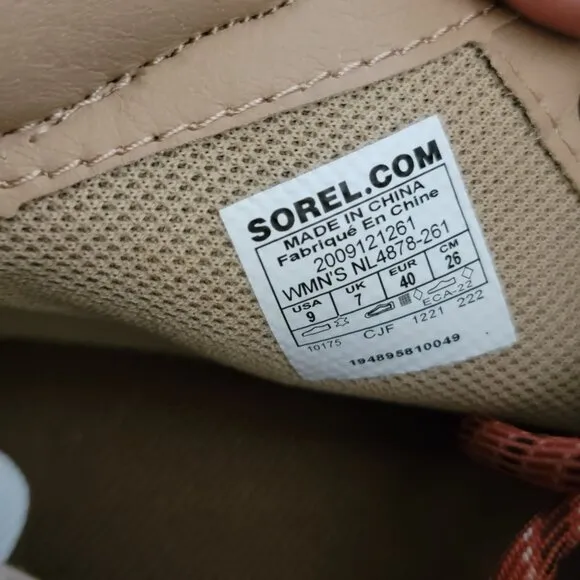 SOREL.COM
MADE IN CHINA
Fabriqué En Chine
2009121261
WMN'S NL4878-261
USA UK EUR CM
9 7 40 26
ECA-22
10175 CJF 1221 222
194895810049